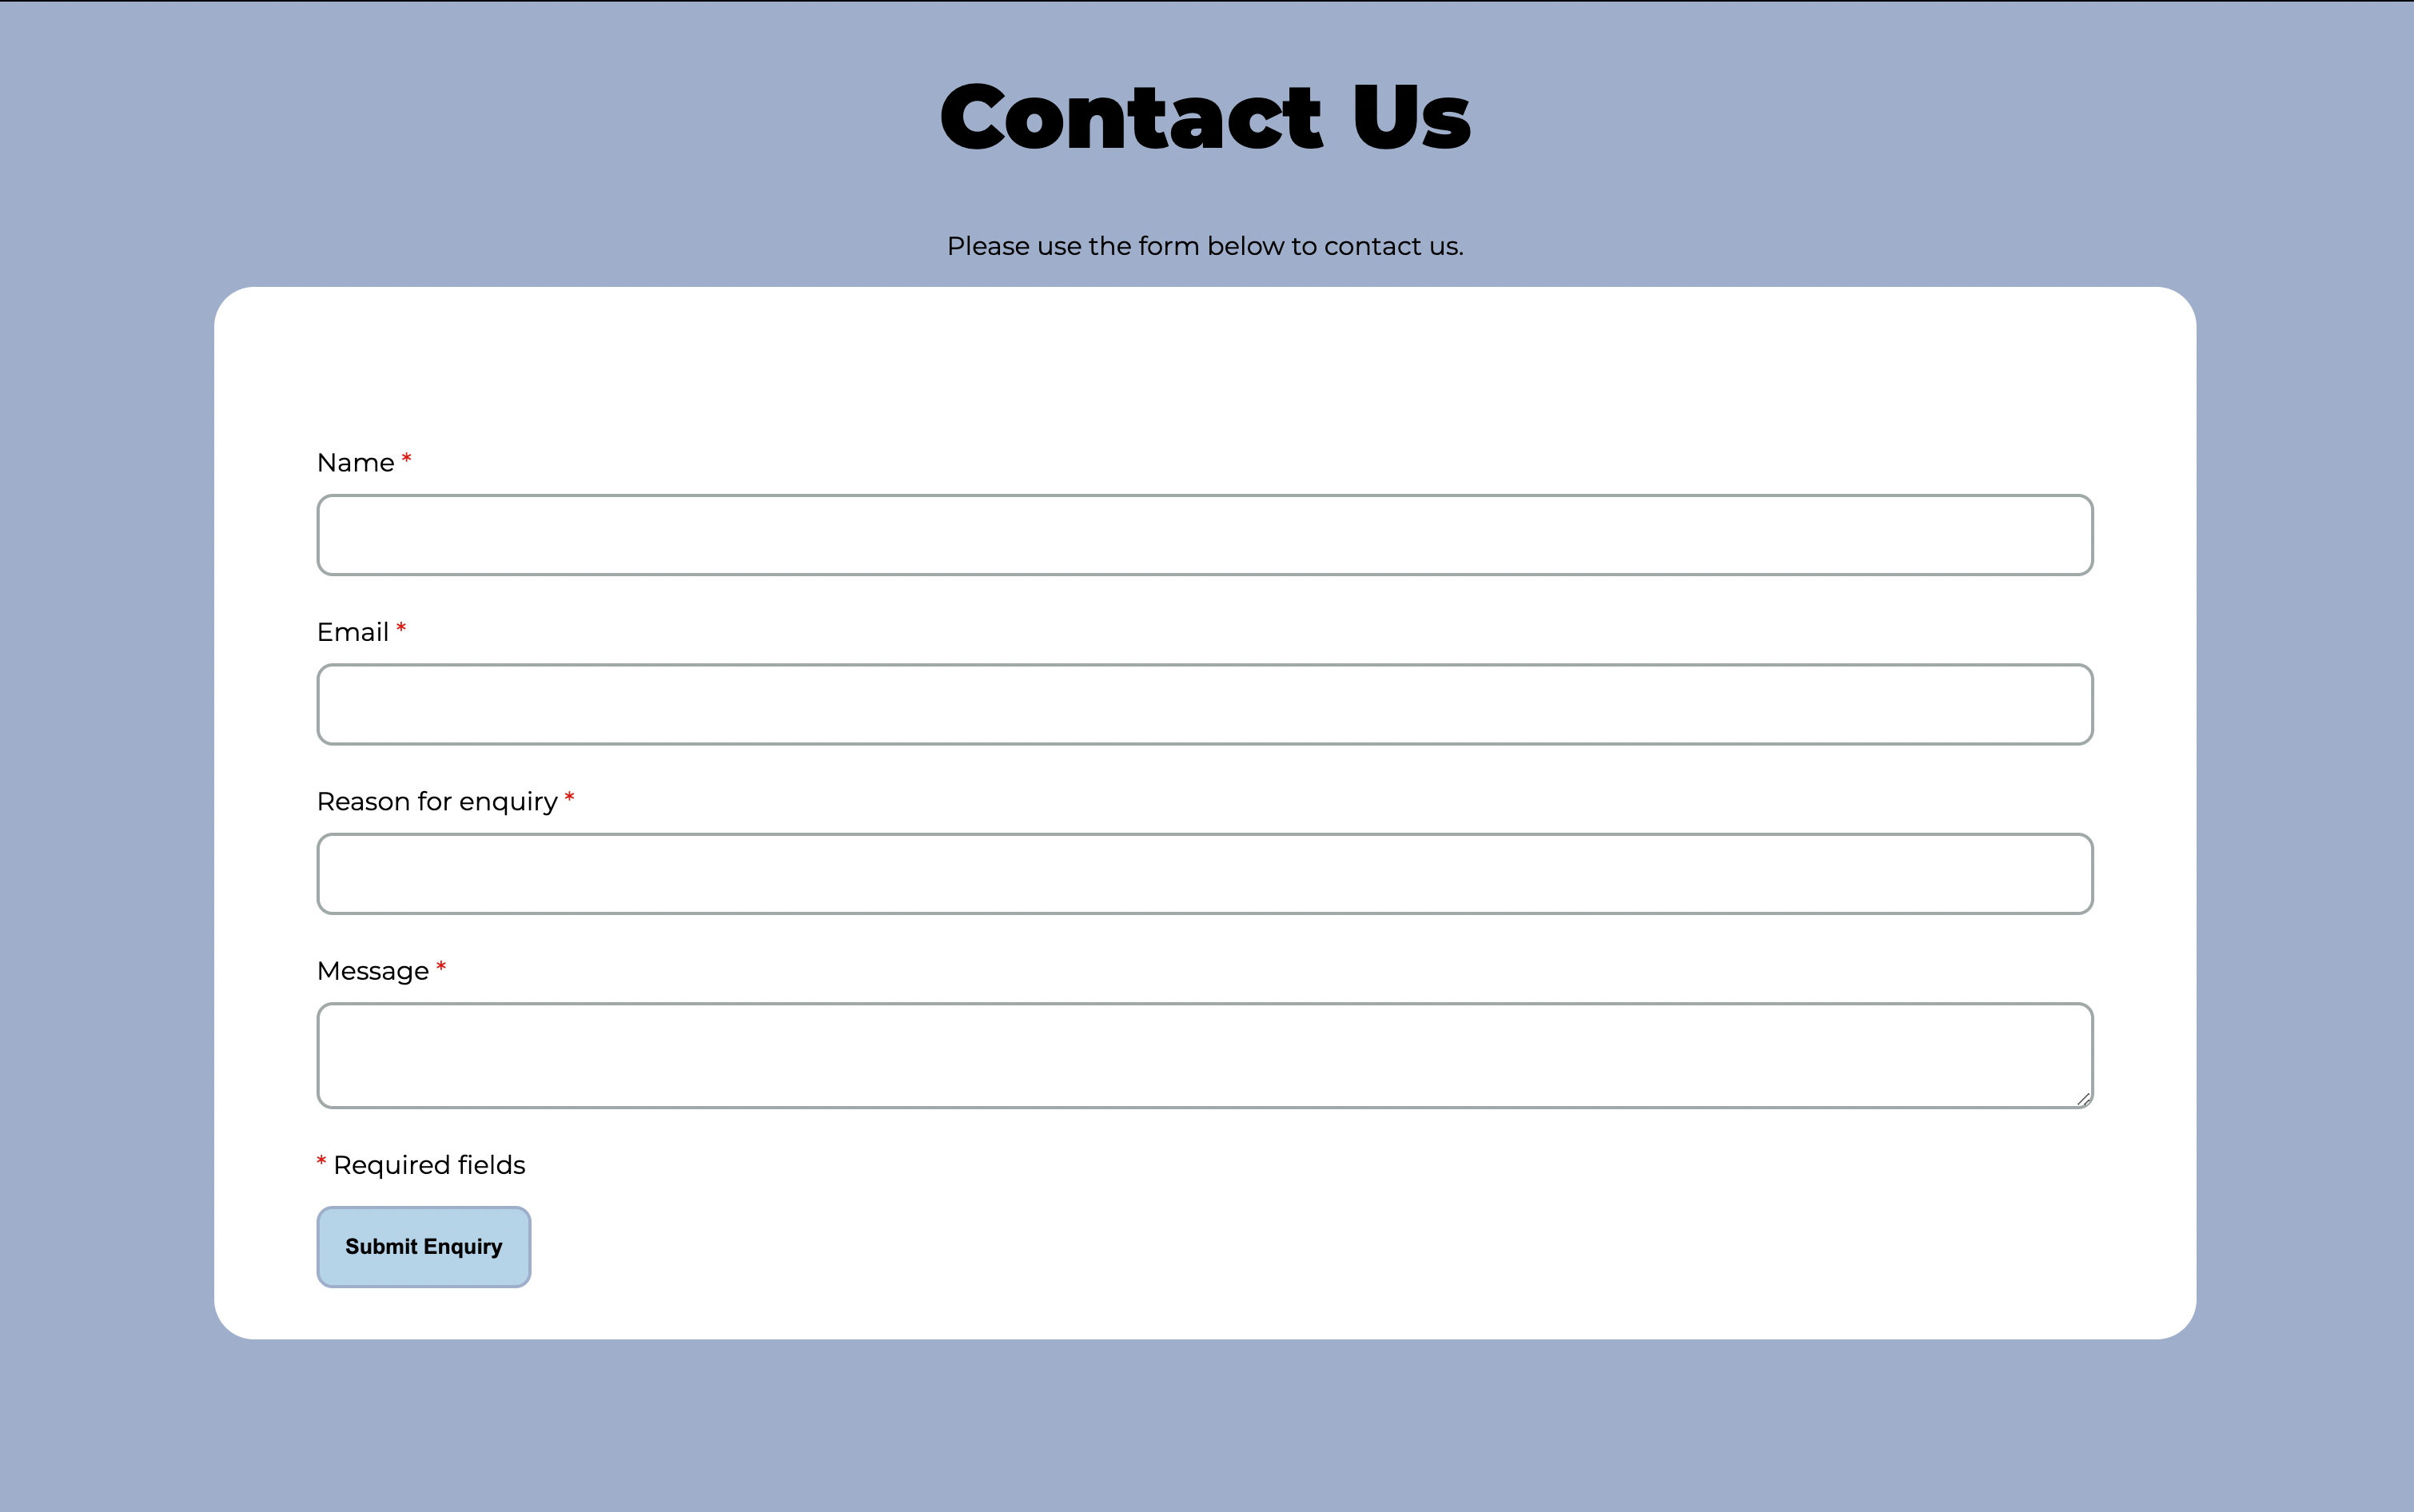 Contact Us
Please use the form below to contact us.
Name *
Email *
Reason for enquiry *
Message *
* Required fields
Submit Enquiry